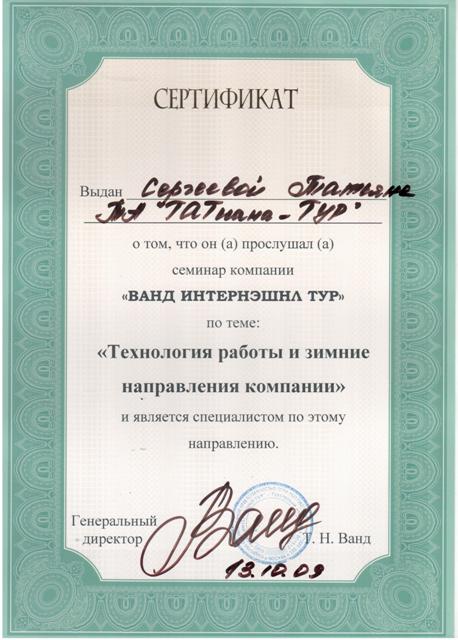 СЕРТИФИКАТ
Выдан Сергеевой Татьяне
ТА "ТАТиана-ТУР"
о том, что он (а) прослушал (а)
семинар компании
«ВАНД ИНТЕРНЭШНЛ ТУР»
по теме:
«Технология работы и зимние
направления компании»
и является специалистом по этому
направлению.
Генеральный
директор
Т. Н. Ванд
13.10.09